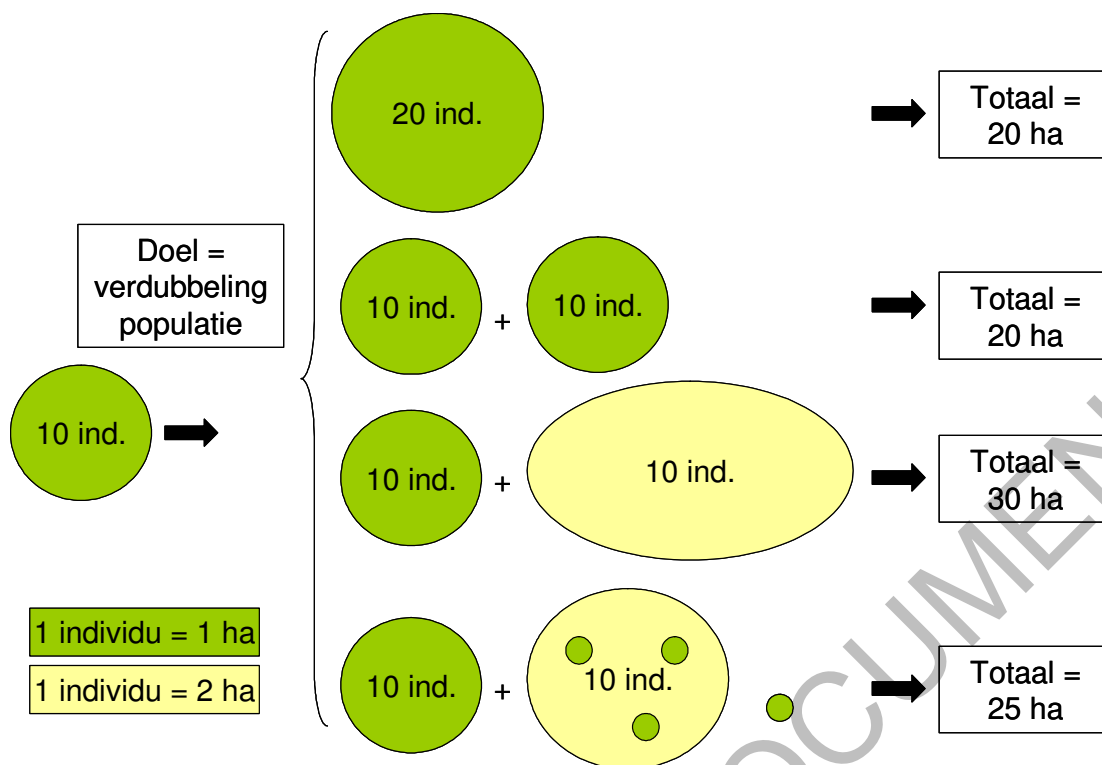 20 ind.
Totaal =
20 ha
Doel =
verdubbeling
populatie
10 ind.
+
10 ind.
Totaal =
20 ha
10 ind.
10 ind.
+
10 ind.
Totaal =
30 ha
1 individu = 1 ha
1 individu = 2 ha
10 ind.
+
10 ind.
Totaal =
25 ha
OCUMEN